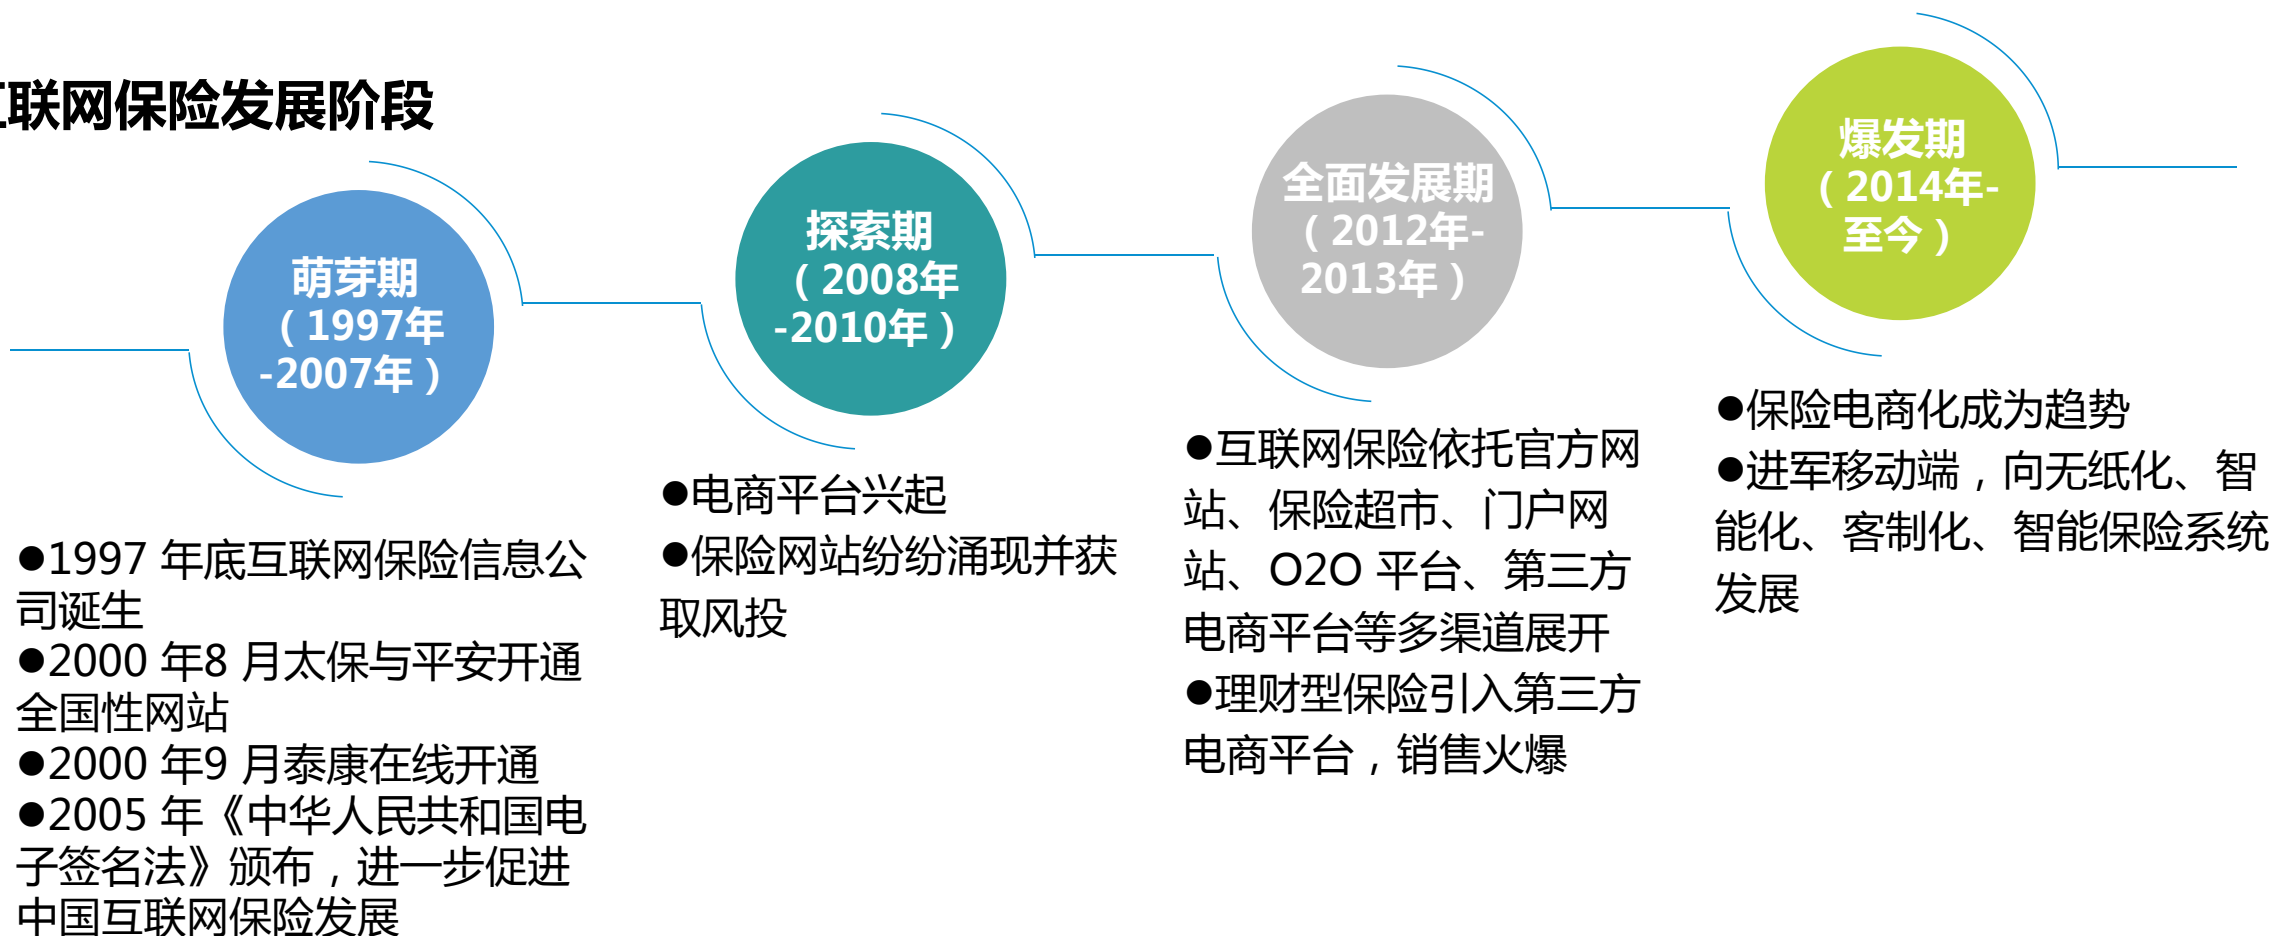 互联网保险发展阶段
萌芽期
（1997年
-2007年）
●1997 年底互联网保险信息公
司诞生
●2000 年8 月太保与平安开通
全国性网站
●2000 年9 月泰康在线开通
●2005 年《中华人民共和国电
子签名法》颁布，进一步促进
中国互联网保险发展
探索期
（2008年
-2010年）
●电商平台兴起
●保险网站纷纷涌现并获
取风投
全面发展期
（2012年-
2013年）
●互联网保险依托官方网
站、保险超市、门户网
站、O2O 平台、第三方
电商平台等多渠道展开
●理财型保险引入第三方
电商平台，销售火爆
爆发期
（2014年-
至今）
●保险电商化成为趋势
●进军移动端，向无纸化、智
能化、客制化、智能保险系统
发展